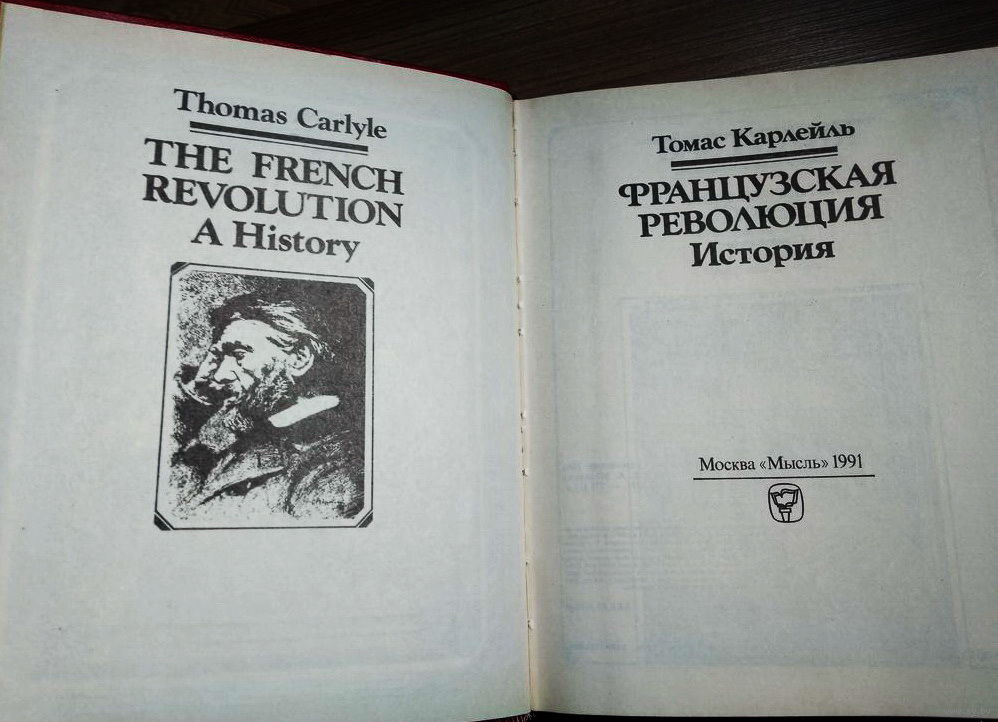 Thomas Carlyle
THE FRENCH
REVOLUTION
A History
Томас Карлейль
ФРАНЦУЗСКАЯ
РЕВОЛЮЦИЯ
История
Москва «Мысль» 1991